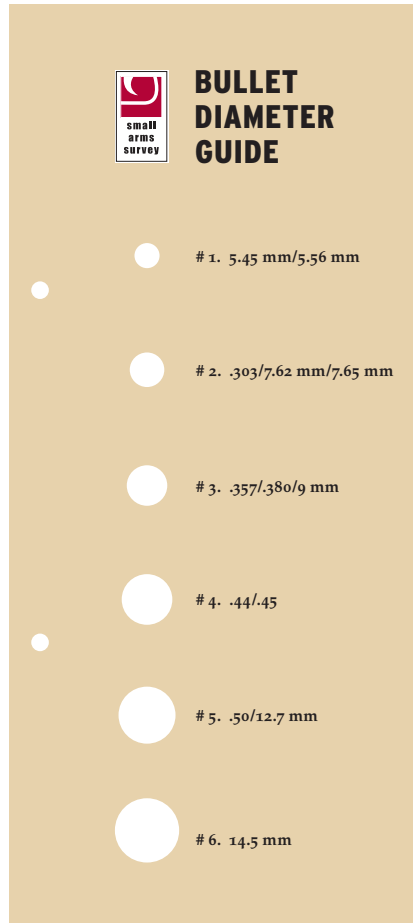 small
arms
survey
BULLET
DIAMETER
GUIDE
# 1. 5.45 mm/5.56 mm
# 2. .303/7.62 mm/7.65 mm
# 3. .357/.380/9 mm
# 4. .44/.45
# 5. .50/12.7 mm
# 6. 14.5 mm